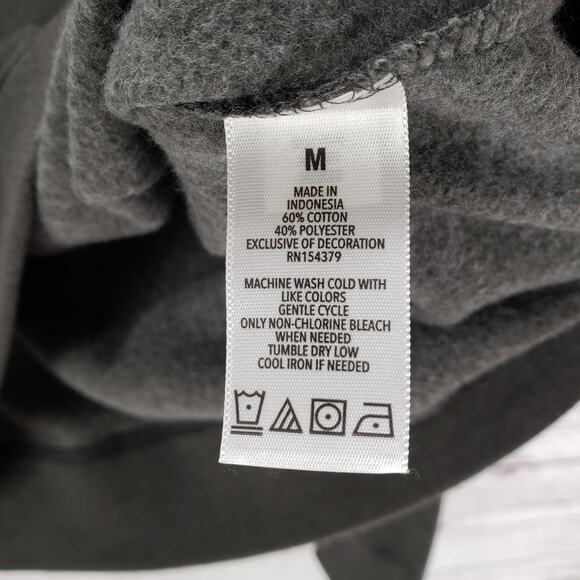 M
MADE IN
INDONESIA
60% COTTON
40% POLYESTER
EXCLUSIVE OF DECORATION
RN154379
MACHINE WASH COLD WITH
LIKE COLORS
GENTLE CYCLE
ONLY NON-CHLORINE BLEACH
WHEN NEEDED
TUMBLE DRY LOW
COOL IRON IF NEEDED